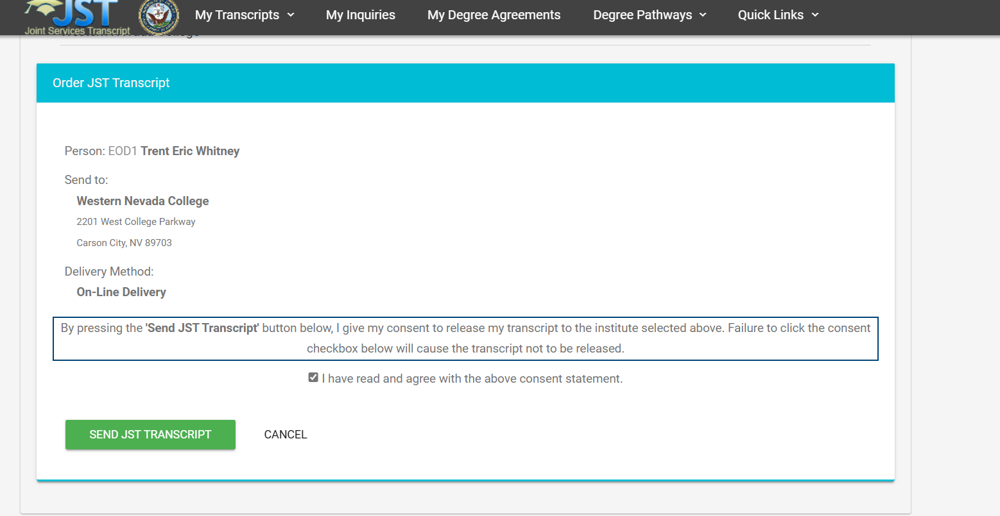 JST
Joint Services Transcript
My Transcripts
My Inquiries
My Degree Agreements
Degree Pathways
Quick Links
Order JST Transcript
Person: EOD1 Trent Eric Whitney
Send to:
Western Nevada College
2201 West College Parkway
Carson City, NV 89703
Delivery Method:
On-Line Delivery
By pressing the 'Send JST Transcript' button below, I give my consent to release my transcript to the institute selected above. Failure to click the consent
checkbox below will cause the transcript not to be released.
I have read and agree with the above consent statement.
SEND JST TRANSCRIPT
CANCEL